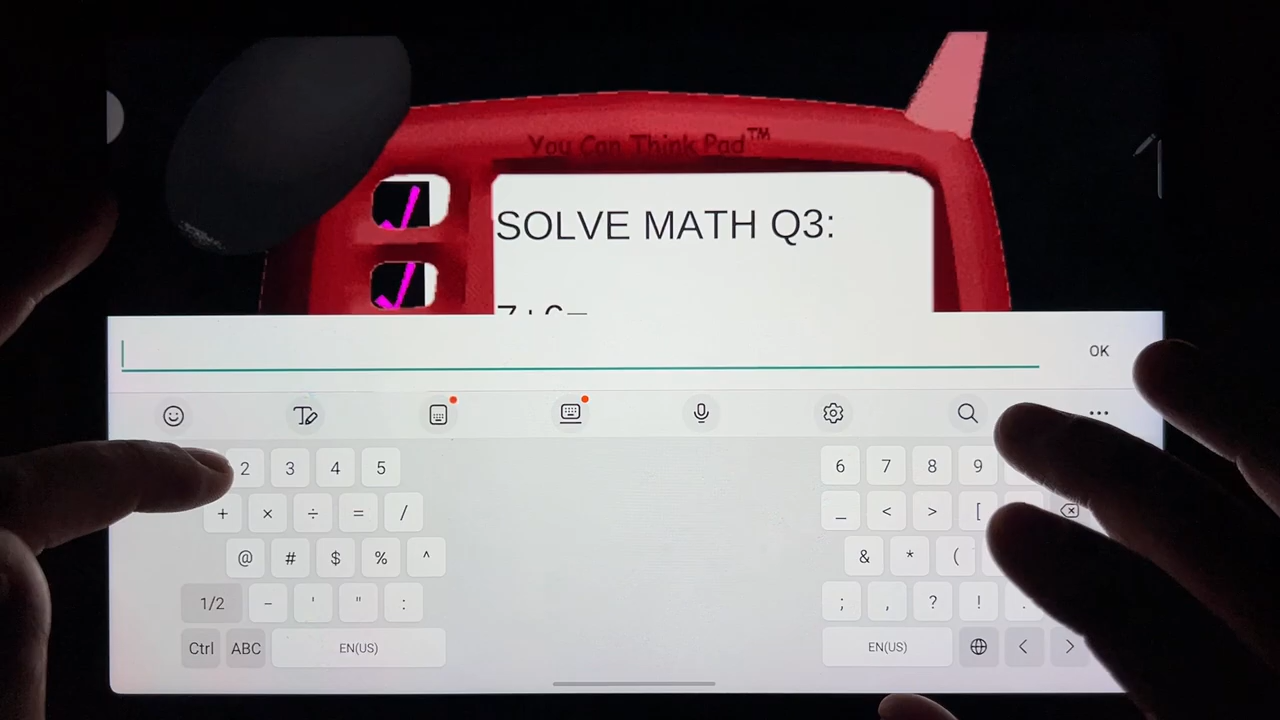 You Can Think Pad™
SOLVE MATH Q3:
OK
2 3 4 5 6 7 8 9
+ × ÷ = / _ < > [
@ # $ % ^ & * (
1/2 - ' " : ; , ? ! .
Ctrl ABC EN(US) EN(US) < >